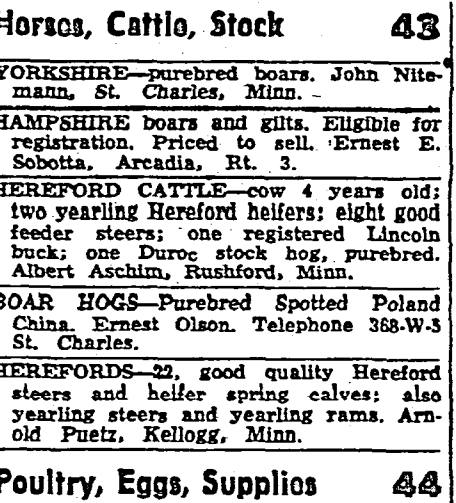 Horses, Cattle, Stock 43
YORKSHIRE—purebred boars. John Nite-
mann, St. Charles, Minn.
HAMPSHIRE boars and gilts. Eligible for
registration. Priced to sell. Ernest E.
Sobotta, Arcadia, Rt. 3.
HEREFORD CATTLE—cow 4 years old;
two yearling Hereford heifers; eight good
feeder steers; one registered Lincoln
buck; one Duroc stock hog, purebred.
Albert Aschim, Rushford, Minn.
BOAR HOGS—Purebred Spotted Poland
China. Ernest Olson. Telephone 368-W-3
St. Charles.
HEREFORDS—22, good quality Hereford
steers and heifer spring calves; also
yearling steers and yearling rams. Arn-
old Puetz, Kellogg, Minn.
Poultry, Eggs, Supplies 44